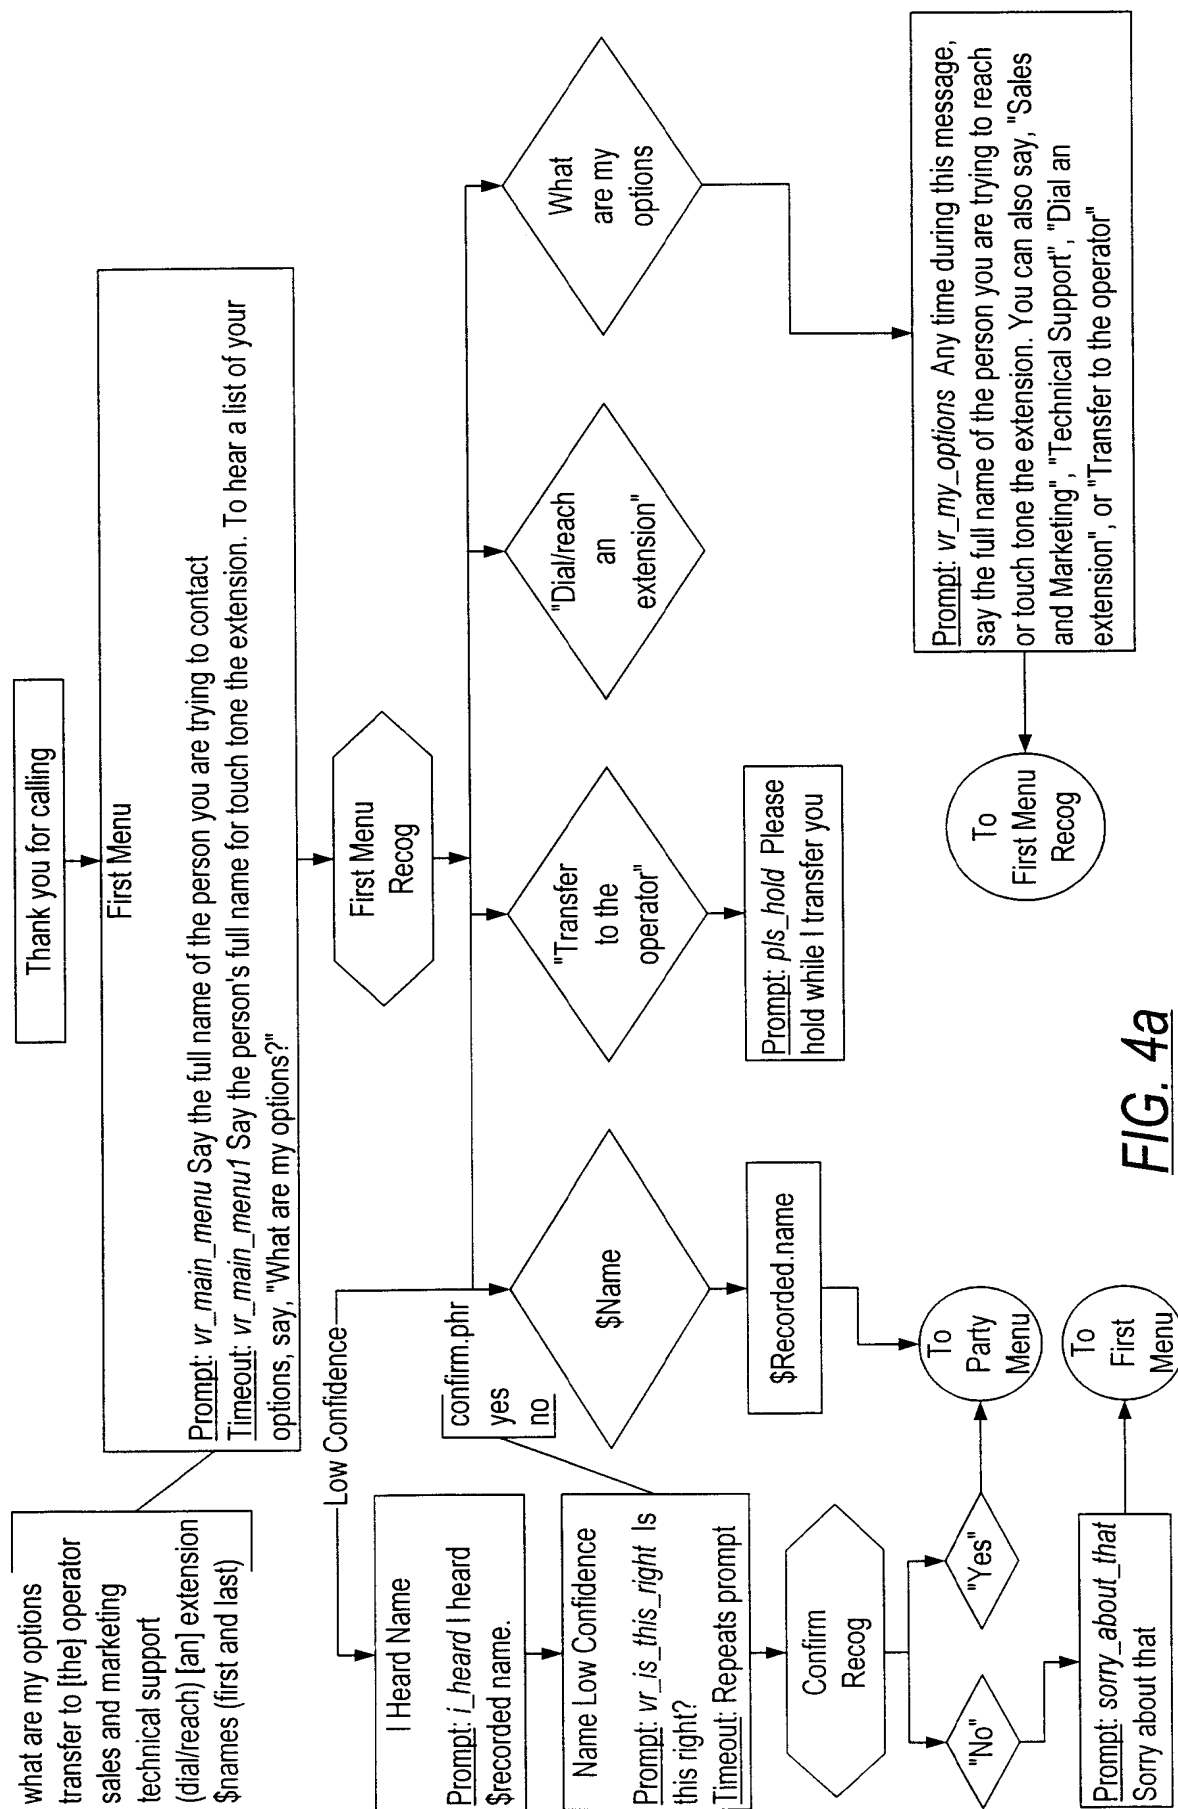 what are my options
transfer to [the] operator
sales and marketing
technical support
(dial/reach) [an] extension
$names (first and last)
Thank you for calling
First Menu
Prompt: vr_main_menu Say the full name of the person you are trying to contact
Timeout: vr_main_menu1 Say the person's full name for touch tone the extension. To hear a list of your
options, say, "What are my options?"
First Menu
Recog
Low Confidence
I Heard Name
Prompt: i_heard I heard
$recorded name.
confirm.phr
yes
no
Name Low Confidence
Prompt: vr_is_this_right Is
this right?
Timeout: Repeats prompt
Confirm
Recog
"No"
"Yes"
Prompt: sorry_about_that
Sorry about that
To
First
Menu
$Name
$Recorded.name
To
Party
Menu
"Transfer
to the
operator"
Prompt: pls_hold Please
hold while I transfer you
"Dial/reach
an
extension"
What
are my
options
Prompt: vr_my_options Any time during this message,
say the full name of the person you are trying to reach
or touch tone the extension. You can also say, "Sales
and Marketing", "Technical Support", "Dial an
extension", or "Transfer to the operator"
To
First Menu
Recog
FIG. 4a